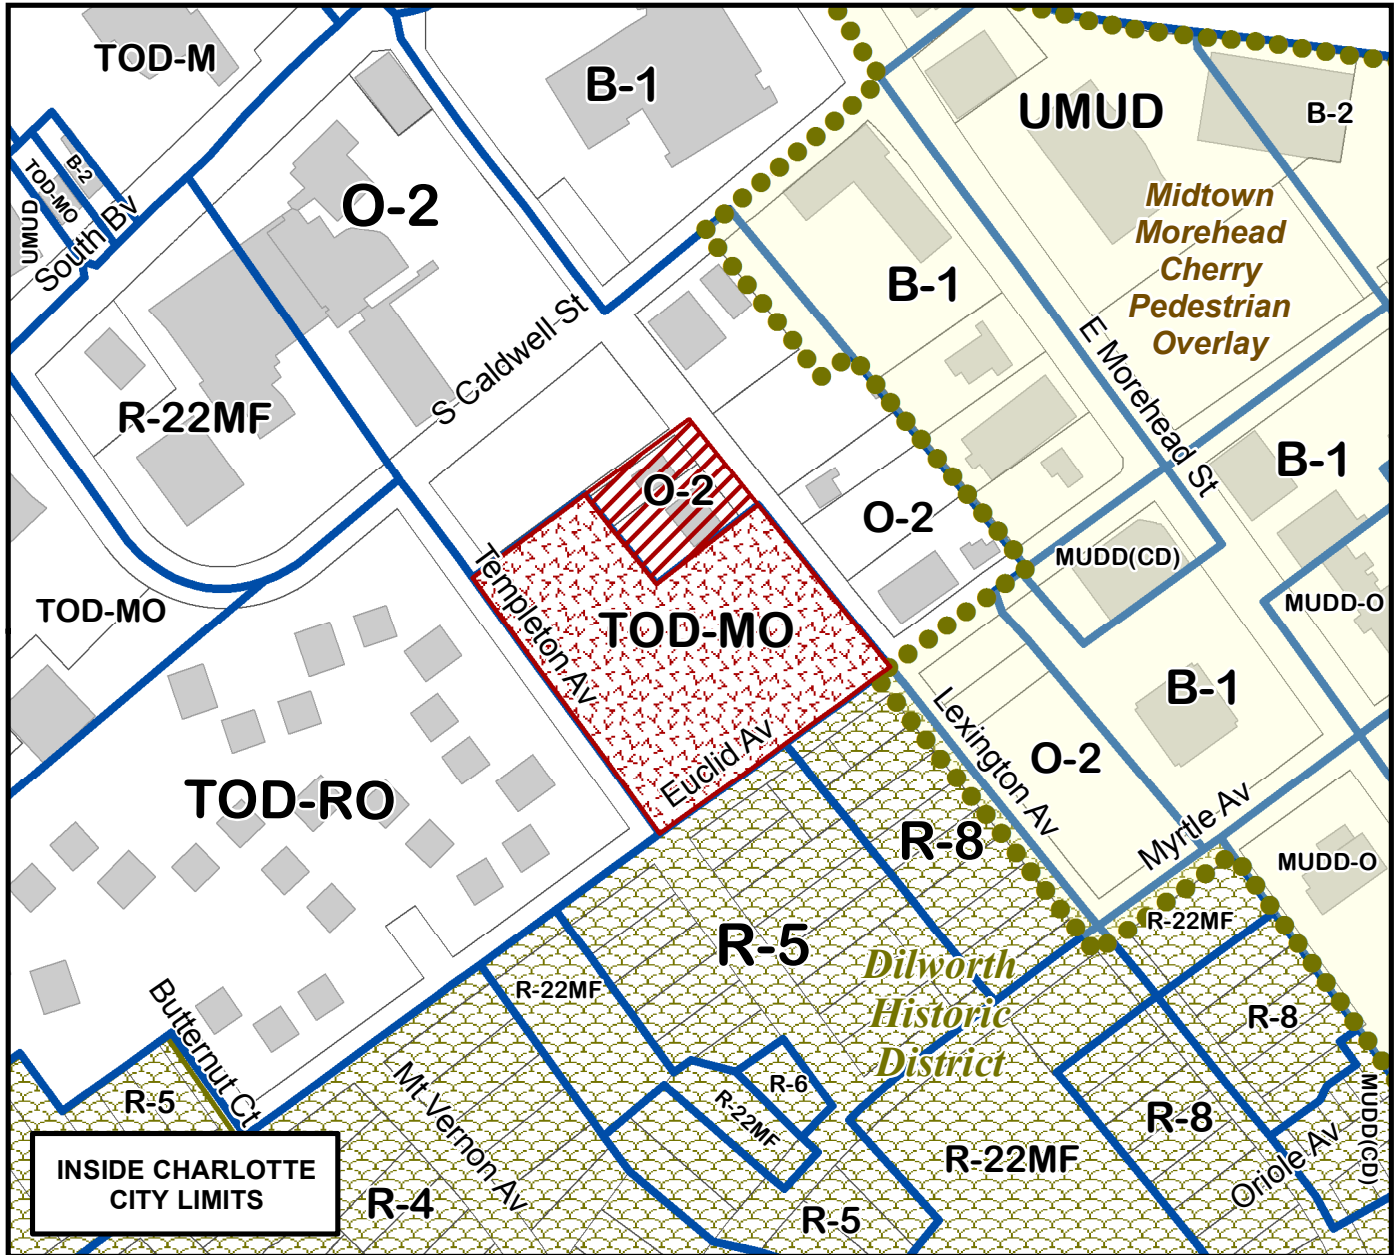 TOD-M
B-1
UMUD
B-2
B-2
TOD-MO
UMUD
South Bv
O-2
Midtown
Morehead
Cherry
Pedestrian
Overlay
B-1
S Caldwell St
E Morehead St
R-22MF
O-2
O-2
B-1
MUDD(CD)
MUDD-O
TOD-MO
Templeton Av
TOD-MO
B-1
Lexington Av
O-2
Euclid Av
TOD-RO
R-8
Myrtle Av
MUDD-O
R-22MF
R-5
Dilworth
Historic
District
R-22MF
R-8
Butternut Ct
Mt Vernon Av
R-6
R-22MF
R-5
R-8
MUDD(CD)
R-22MF
Oriole Av
INSIDE CHARLOTTE
CITY LIMITS
R-4
R-5